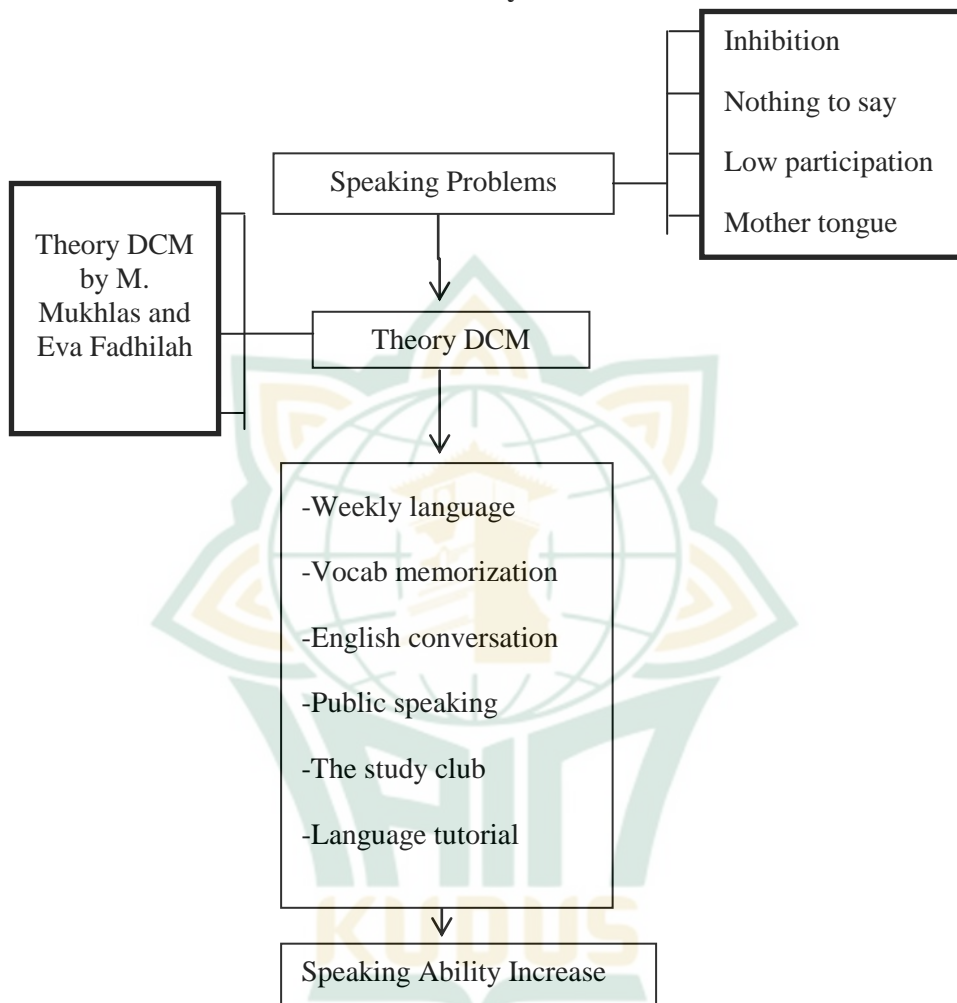 Inhibition
Nothing to say
Low participation
Mother tongue
Speaking Problems
Theory DCM
by M.
Mukhlas and
Eva Fadhilah
Theory DCM
-Weekly language
-Vocab memorization
-English conversation
-Public speaking
-The study club
-Language tutorial
IAIN
KUDUS
Speaking Ability Increase